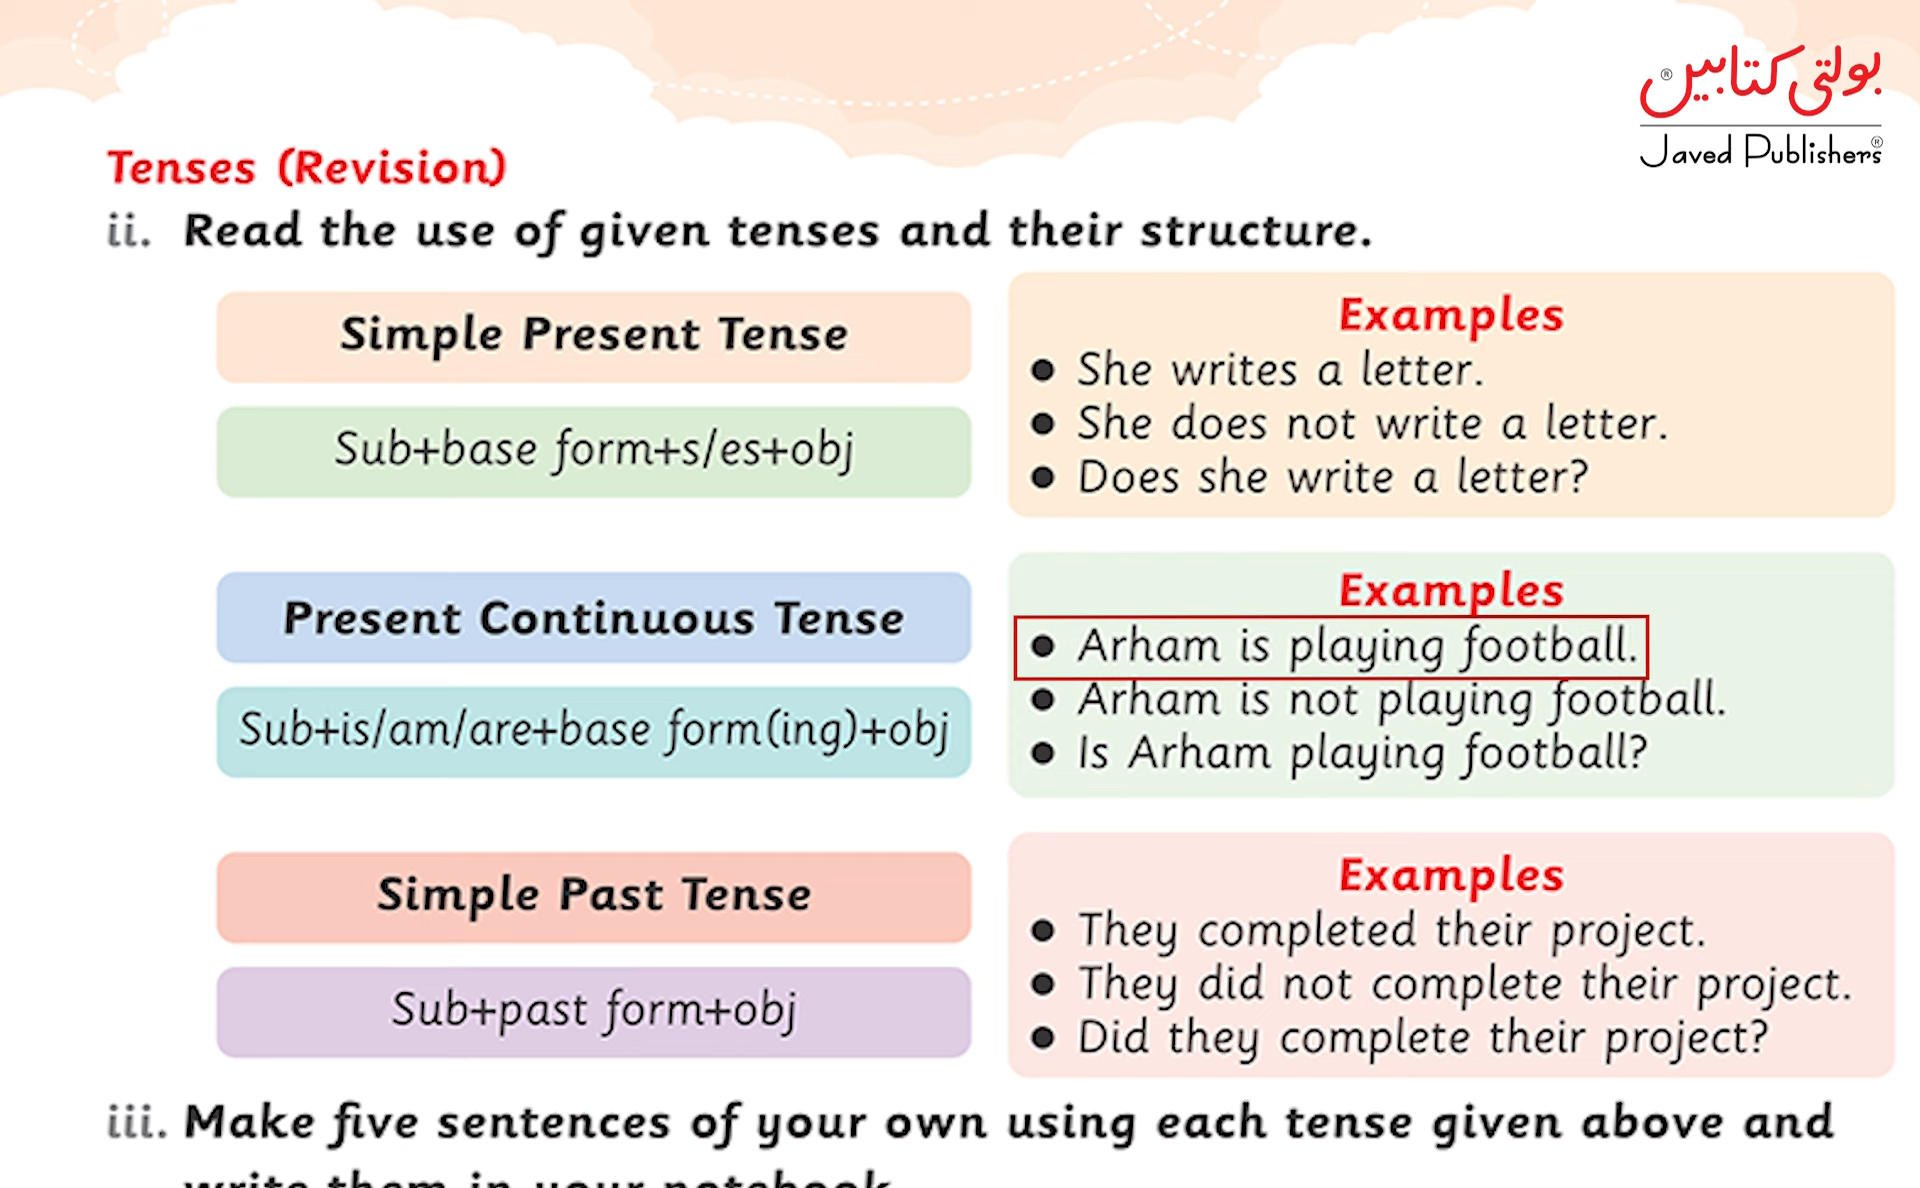 بولتی کتابیں®
Javed Publishers®
Tenses (Revision)
ii. Read the use of given tenses and their structure.
Simple Present Tense
Sub+base form+s/es+obj
Examples
● She writes a letter.
● She does not write a letter.
● Does she write a letter?
Present Continuous Tense
Sub+is/am/are+base form(ing)+obj
Examples
● Arham is playing football.
● Arham is not playing football.
● Is Arham playing football?
Simple Past Tense
Sub+past form+obj
Examples
● They completed their project.
● They did not complete their project.
● Did they complete their project?
iii. Make five sentences of your own using each tense given above and
write them in your notebook